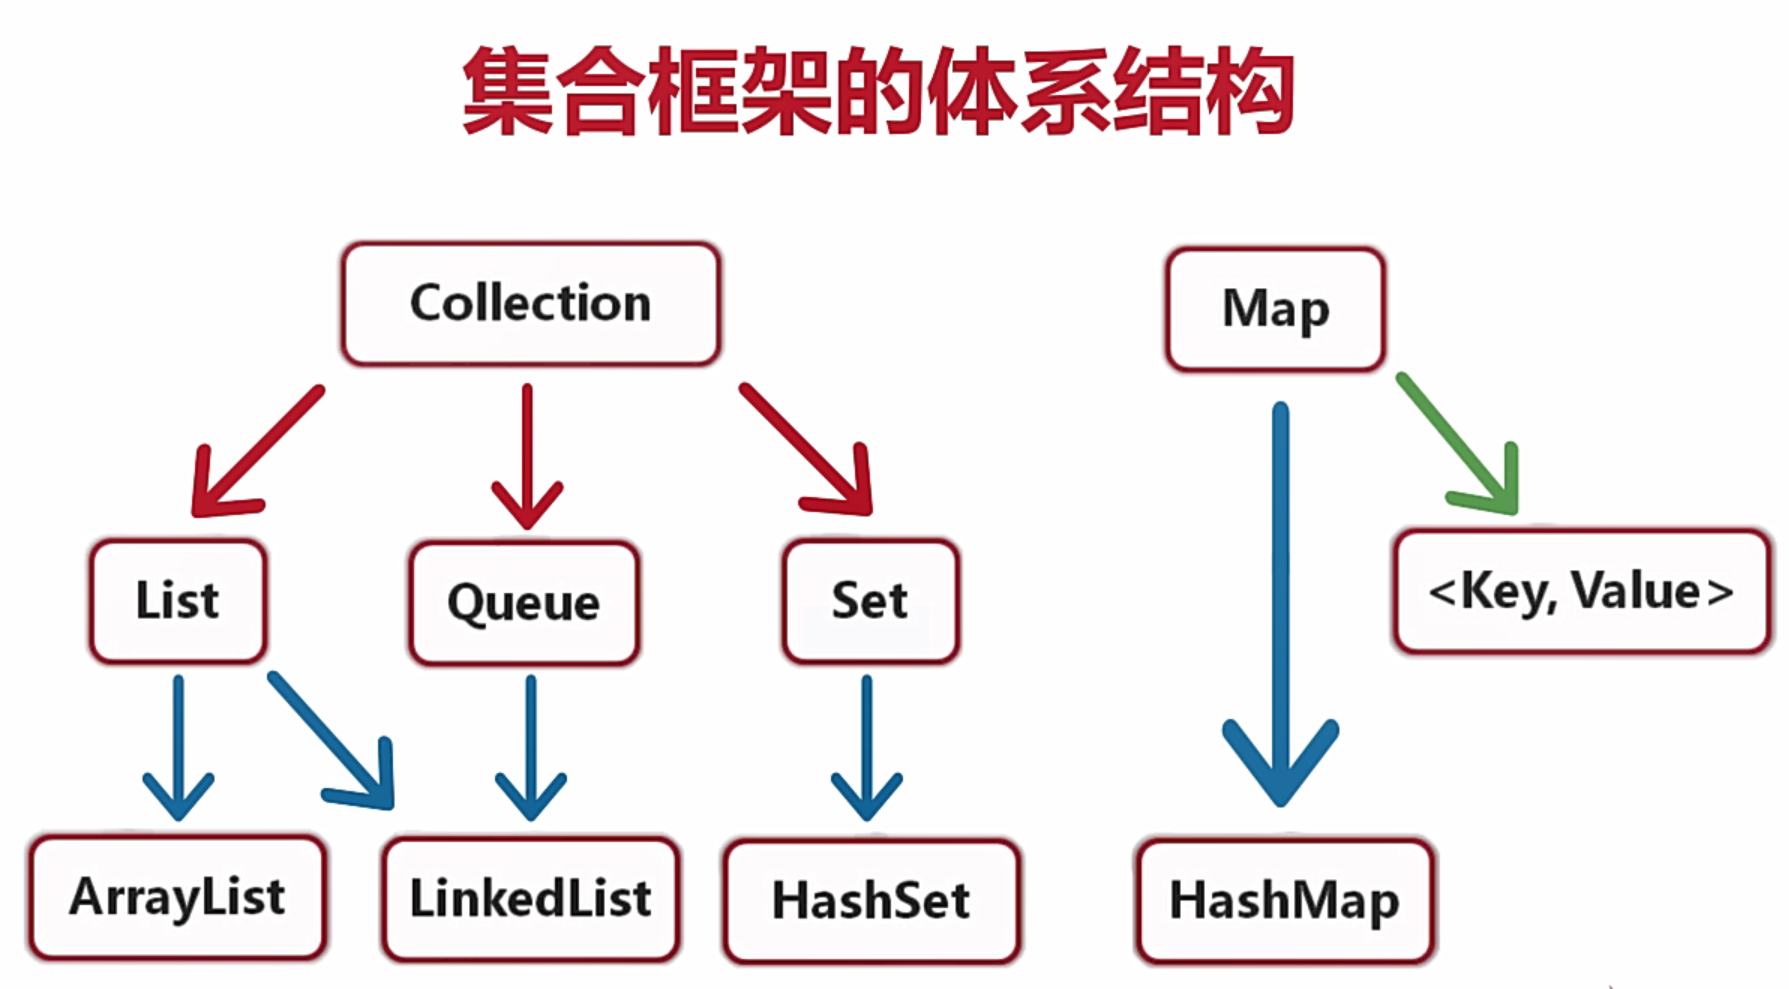 集合框架的体系结构
Collection
Map
List
Queue
Set
<Key, Value>
ArrayList
LinkedList
HashSet
HashMap